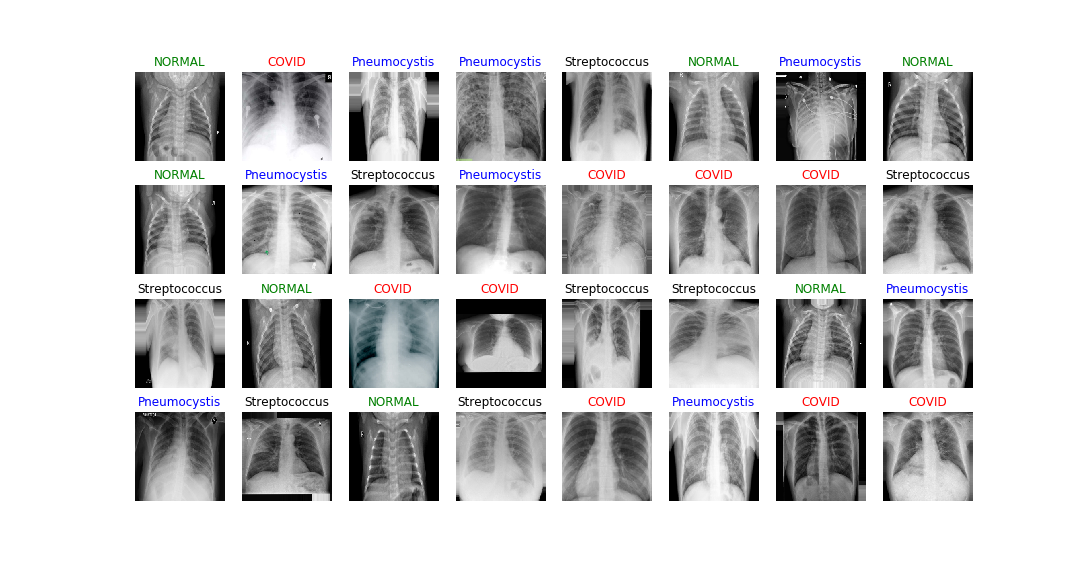 NORMAL COVID Pneumocystis Pneumocystis Streptococcus NORMAL Pneumocystis NORMAL
NORMAL Pneumocystis Streptococcus Pneumocystis COVID COVID COVID Streptococcus
Streptococcus NORMAL COVID COVID Streptococcus Streptococcus NORMAL Pneumocystis
Pneumocystis Streptococcus NORMAL Streptococcus COVID Pneumocystis COVID COVID